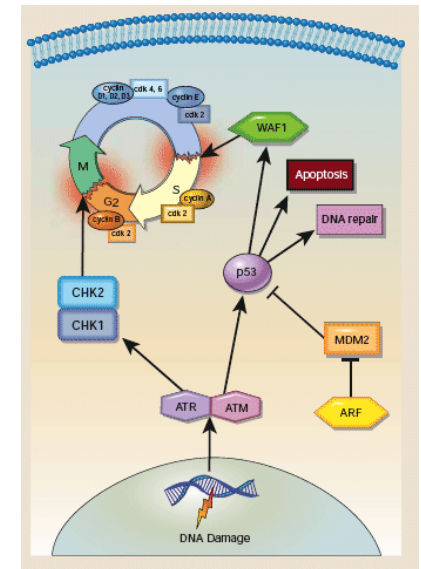 cyclin
D1, D2, D3
cdk 4, 6
cyclin E
cdk 2
WAF1
M
Apoptosis
S
G2
cyclin A
cdk 2
DNA repair
cyclin B
cdk 2
p53
CHK2
CHK1
MDM2
ATR
ATM
ARF
DNA Damage